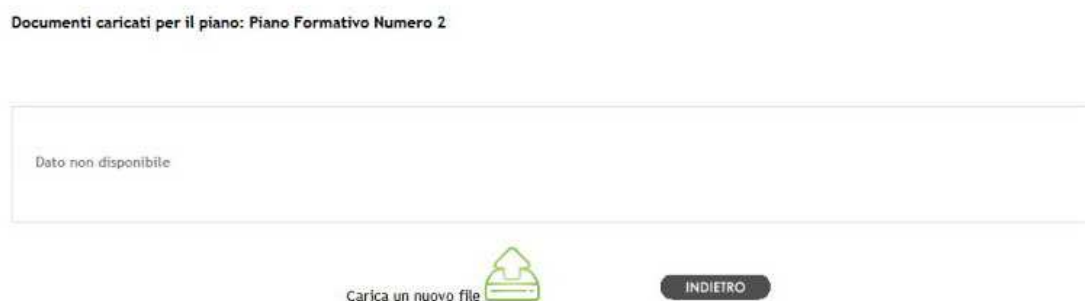 Documenti caricati per il piano: Piano Formativo Numero 2
Dato non disponibile
Carica un nuovo file
INDIETRO